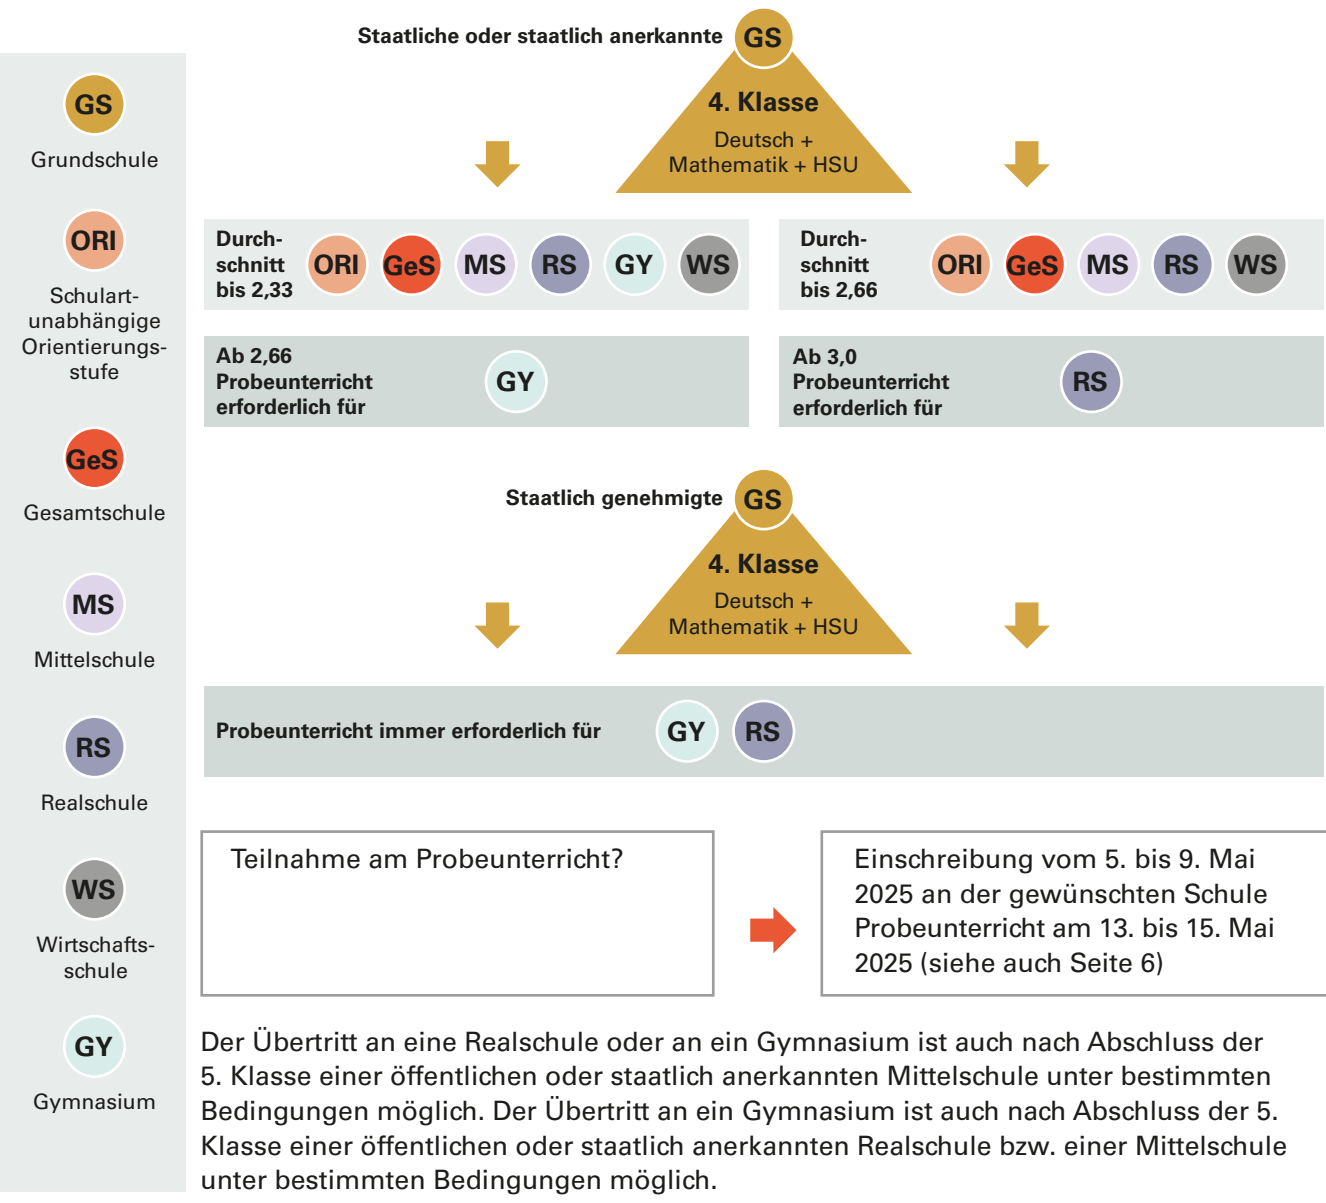 GS
Grundschule
ORI
Schulart-
unabhängige
Orientierungs-
stufe
GeS
Gesamtschule
MS
Mittelschule
RS
Realschule
WS
Wirtschafts-
schule
GY
Gymnasium
Staatliche oder staatlich anerkannte GS
4. Klasse
Deutsch +
Mathematik + HSU
Durch-
schnitt
bis 2,33
ORI GeS MS RS GY WS
Durch-
schnitt
bis 2,66
ORI GeS MS RS WS
Ab 2,66
Probeunterricht
erforderlich für
GY
Ab 3,0
Probeunterricht
erforderlich für
RS
Staatlich genehmigte GS
4. Klasse
Deutsch +
Mathematik + HSU
Probeunterricht immer erforderlich für GY RS
Teilnahme am Probeunterricht?
Einschreibung vom 5. bis 9. Mai
2025 an der gewünschten Schule
Probeunterricht am 13. bis 15. Mai
2025 (siehe auch Seite 6)
Der Übertritt an eine Realschule oder an ein Gymnasium ist auch nach Abschluss der
5. Klasse einer öffentlichen oder staatlich anerkannten Mittelschule unter bestimmten
Bedingungen möglich. Der Übertritt an ein Gymnasium ist auch nach Abschluss der 5.
Klasse einer öffentlichen oder staatlich anerkannten Realschule bzw. einer Mittelschule
unter bestimmten Bedingungen möglich.